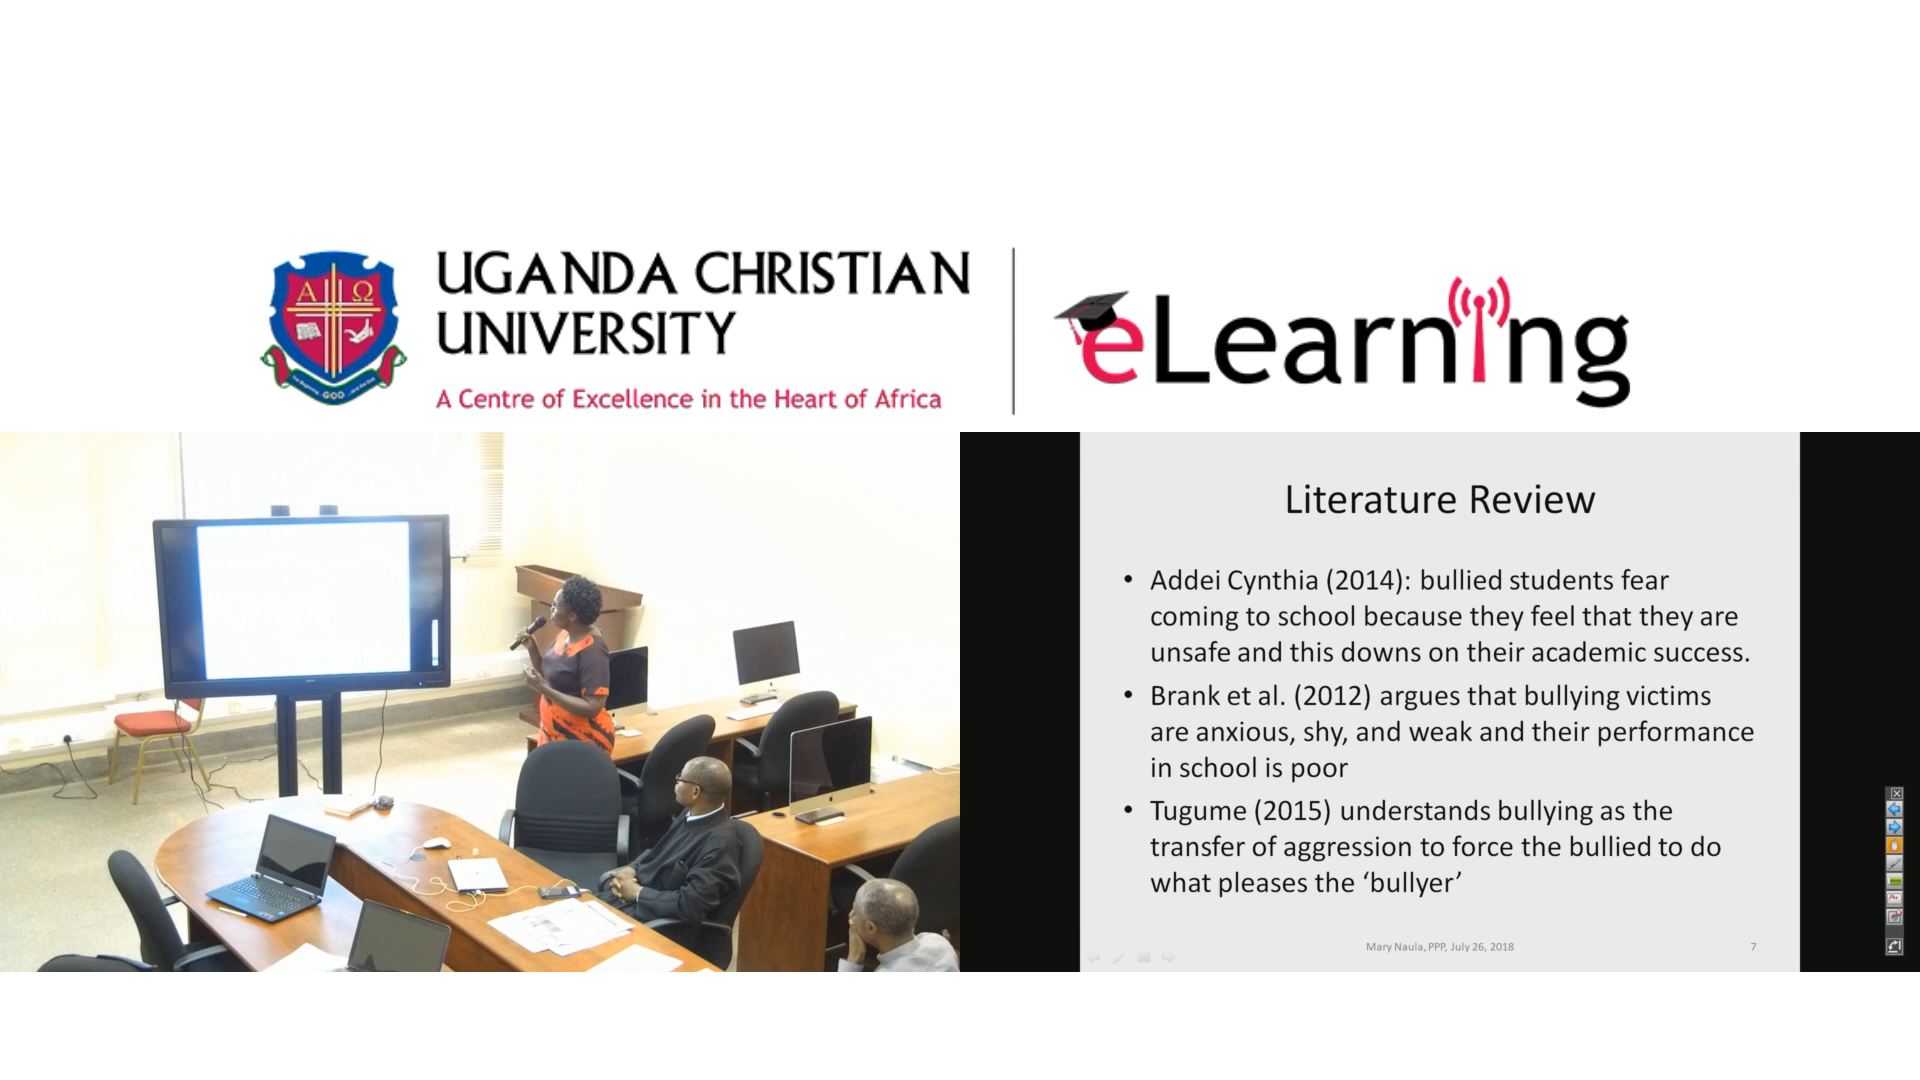 UGANDA CHRISTIAN
UNIVERSITY
A Centre of Excellence in the Heart of Africa
Α Ω
GOD
eLearning
Literature Review
• Addei Cynthia (2014): bullied students fear
coming to school because they feel that they are
unsafe and this downs on their academic success.
• Brank et al. (2012) argues that bullying victims
are anxious, shy, and weak and their performance
in school is poor
• Tugume (2015) understands bullying as the
transfer of aggression to force the bullied to do
what pleases the ‘bullyer’
Mary Naula, PPP, July 26, 2018
7